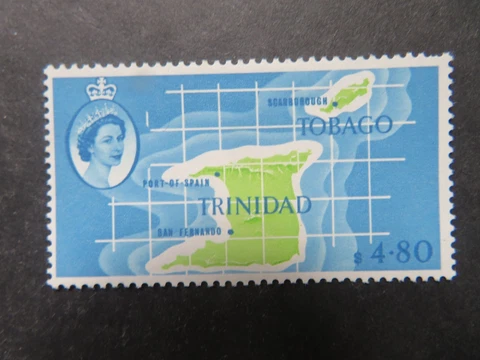 SCARBOROUGH
TOBAGO
PORT-OF-SPAIN
TRINIDAD
SAN FERNANDO
$ 4·80